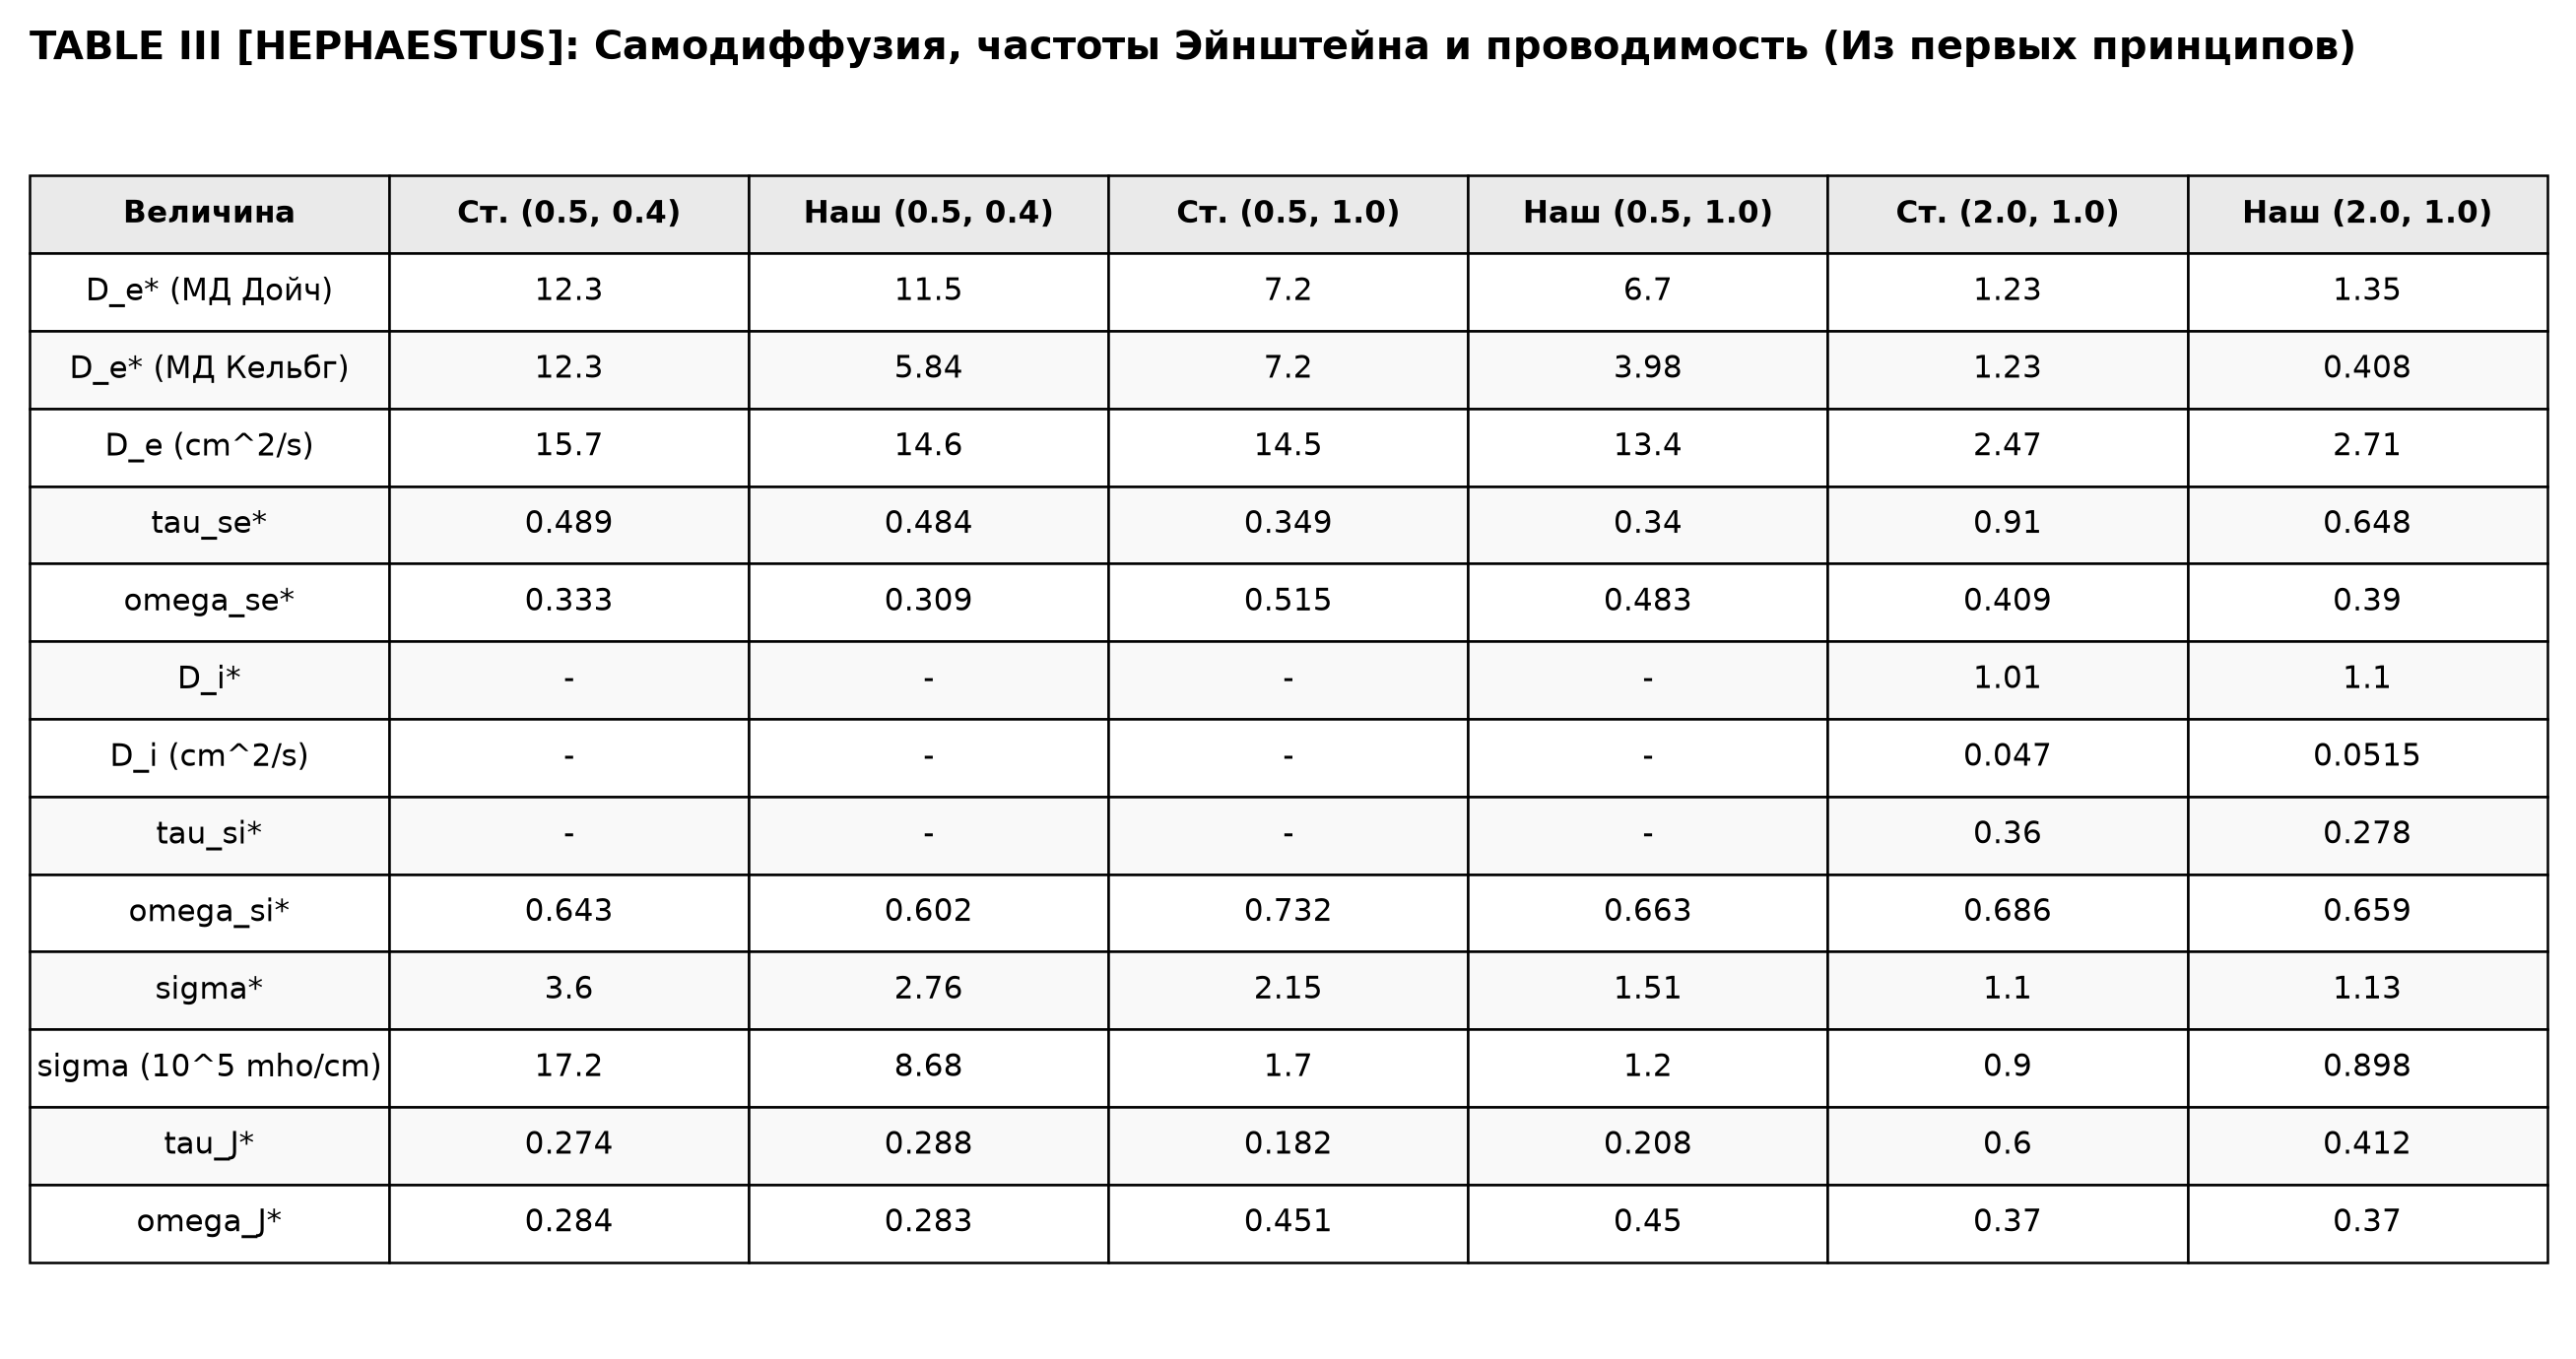 TABLE III [HEPHAESTUS]: Самодиффузия, частоты Эйнштейна и проводимость (Из первых принципов)
Величина Ст. (0.5, 0.4) Наш (0.5, 0.4) Ст. (0.5, 1.0) Наш (0.5, 1.0) Ст. (2.0, 1.0) Наш (2.0, 1.0)
D_e* (МД Дойч) 12.3 11.5 7.2 6.7 1.23 1.35
D_e* (МД Кельбг) 12.3 5.84 7.2 3.98 1.23 0.408
D_e (cm^2/s) 15.7 14.6 14.5 13.4 2.47 2.71
tau_se* 0.489 0.484 0.349 0.34 0.91 0.648
omega_se* 0.333 0.309 0.515 0.483 0.409 0.39
D_i* - - - - 1.01 1.1
D_i (cm^2/s) - - - - 0.047 0.0515
tau_si* - - - - 0.36 0.278
omega_si* 0.643 0.602 0.732 0.663 0.686 0.659
sigma* 3.6 2.76 2.15 1.51 1.1 1.13
sigma (10^5 mho/cm) 17.2 8.68 1.7 1.2 0.9 0.898
tau_J* 0.274 0.288 0.182 0.208 0.6 0.412
omega_J* 0.284 0.283 0.451 0.45 0.37 0.37